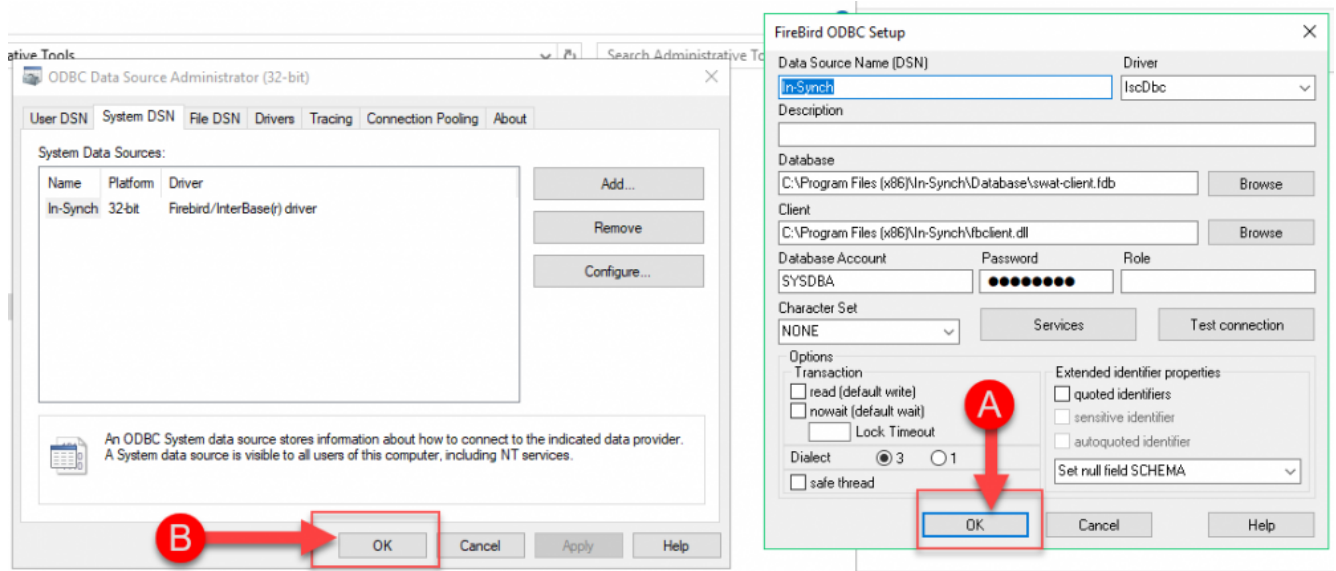 ative Tools
Search Administrative To
ODBC Data Source Administrator (32-bit)
User DSN System DSN File DSN Drivers Tracing Connection Pooling About
System Data Sources:
Name Platform Driver
In-Synch 32-bit Firebird/InterBase(r) driver
Add...
Remove
Configure...
An ODBC System data source stores information about how to connect to the indicated data provider.
A System data source is visible to all users of this computer, including NT services.
B
OK Cancel Apply Help
FireBird ODBC Setup
Data Source Name (DSN) Driver
In-Synch IscDbc
Description
Database
C:\Program Files (x86)\In-Synch\Database\swat-client.fdb Browse
Client
C:\Program Files (x86)\In-Synch\fbclient.dll Browse
Database Account Password Role
SYSDBA ●●●●●●●●
Character Set
NONE Services Test connection
Options
Transaction Extended identifier properties
read (default write) quoted identifiers
nowait (default wait) sensitive identifier
Lock Timeout autoquoted identifier
Dialect 3 1 Set null field SCHEMA
safe thread
A
OK Cancel Help